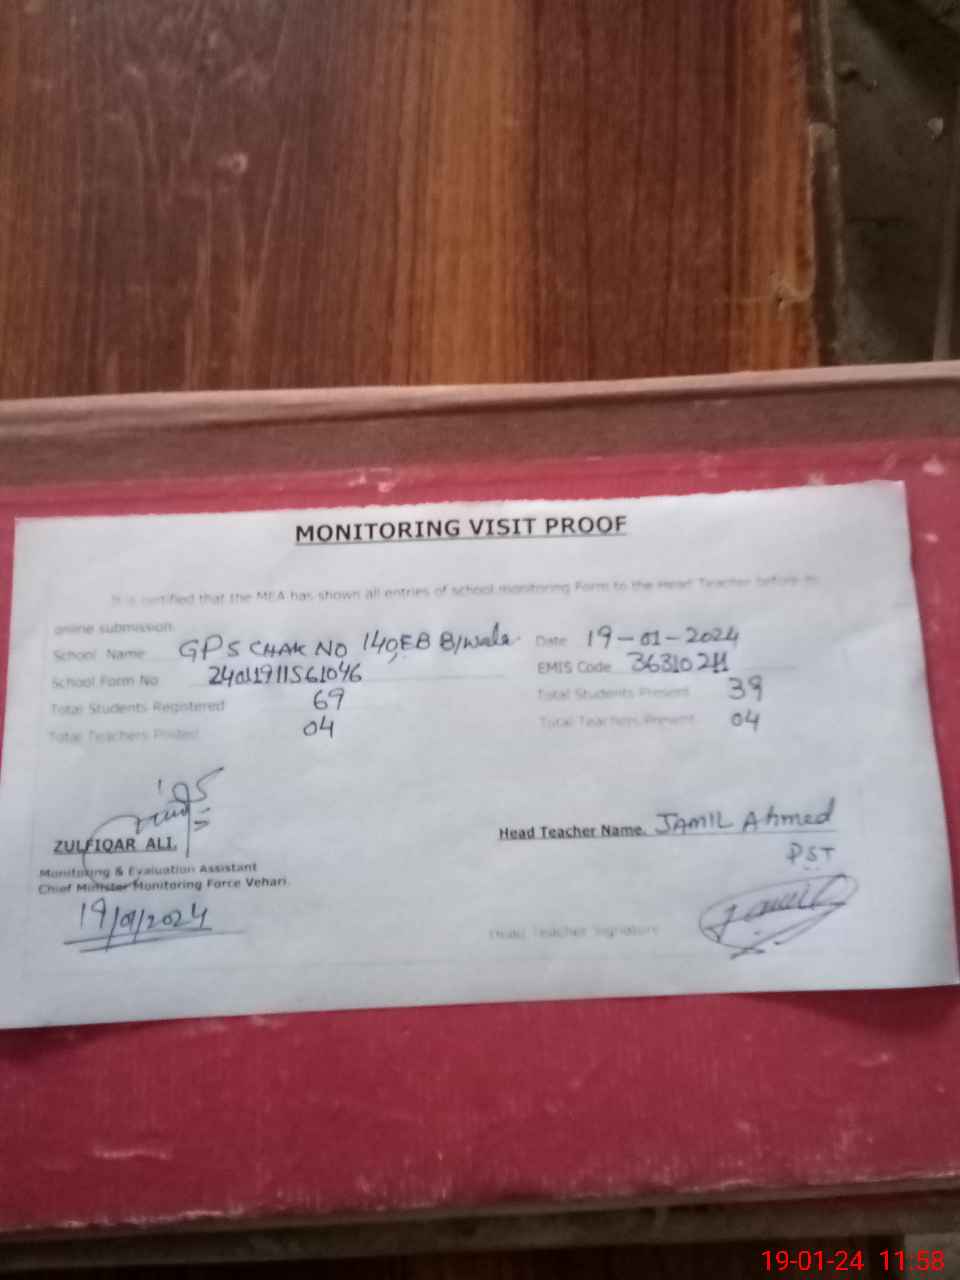 MONITORING VISIT PROOF
It is certified that the MEA has shown all entries of school monitoring Form to the Head Teacher before its
online submission.
School Name GPS CHAK NO 140, EB B/wala Date 19-01-2024
School Form No 24011911561046 EMIS Code 36310211
Total Students Registered 69 Total Students Present 39
Total Teachers Posted 04 Total Teachers Present 04
ZULFIQAR ALI.
Monitoring & Evaluation Assistant
Chief Minister Monitoring Force Vehari.
19/01/2024
Head Teacher Name. JAMIL Ahmed
PST
Head Teacher Signature
19-01-24 11:58